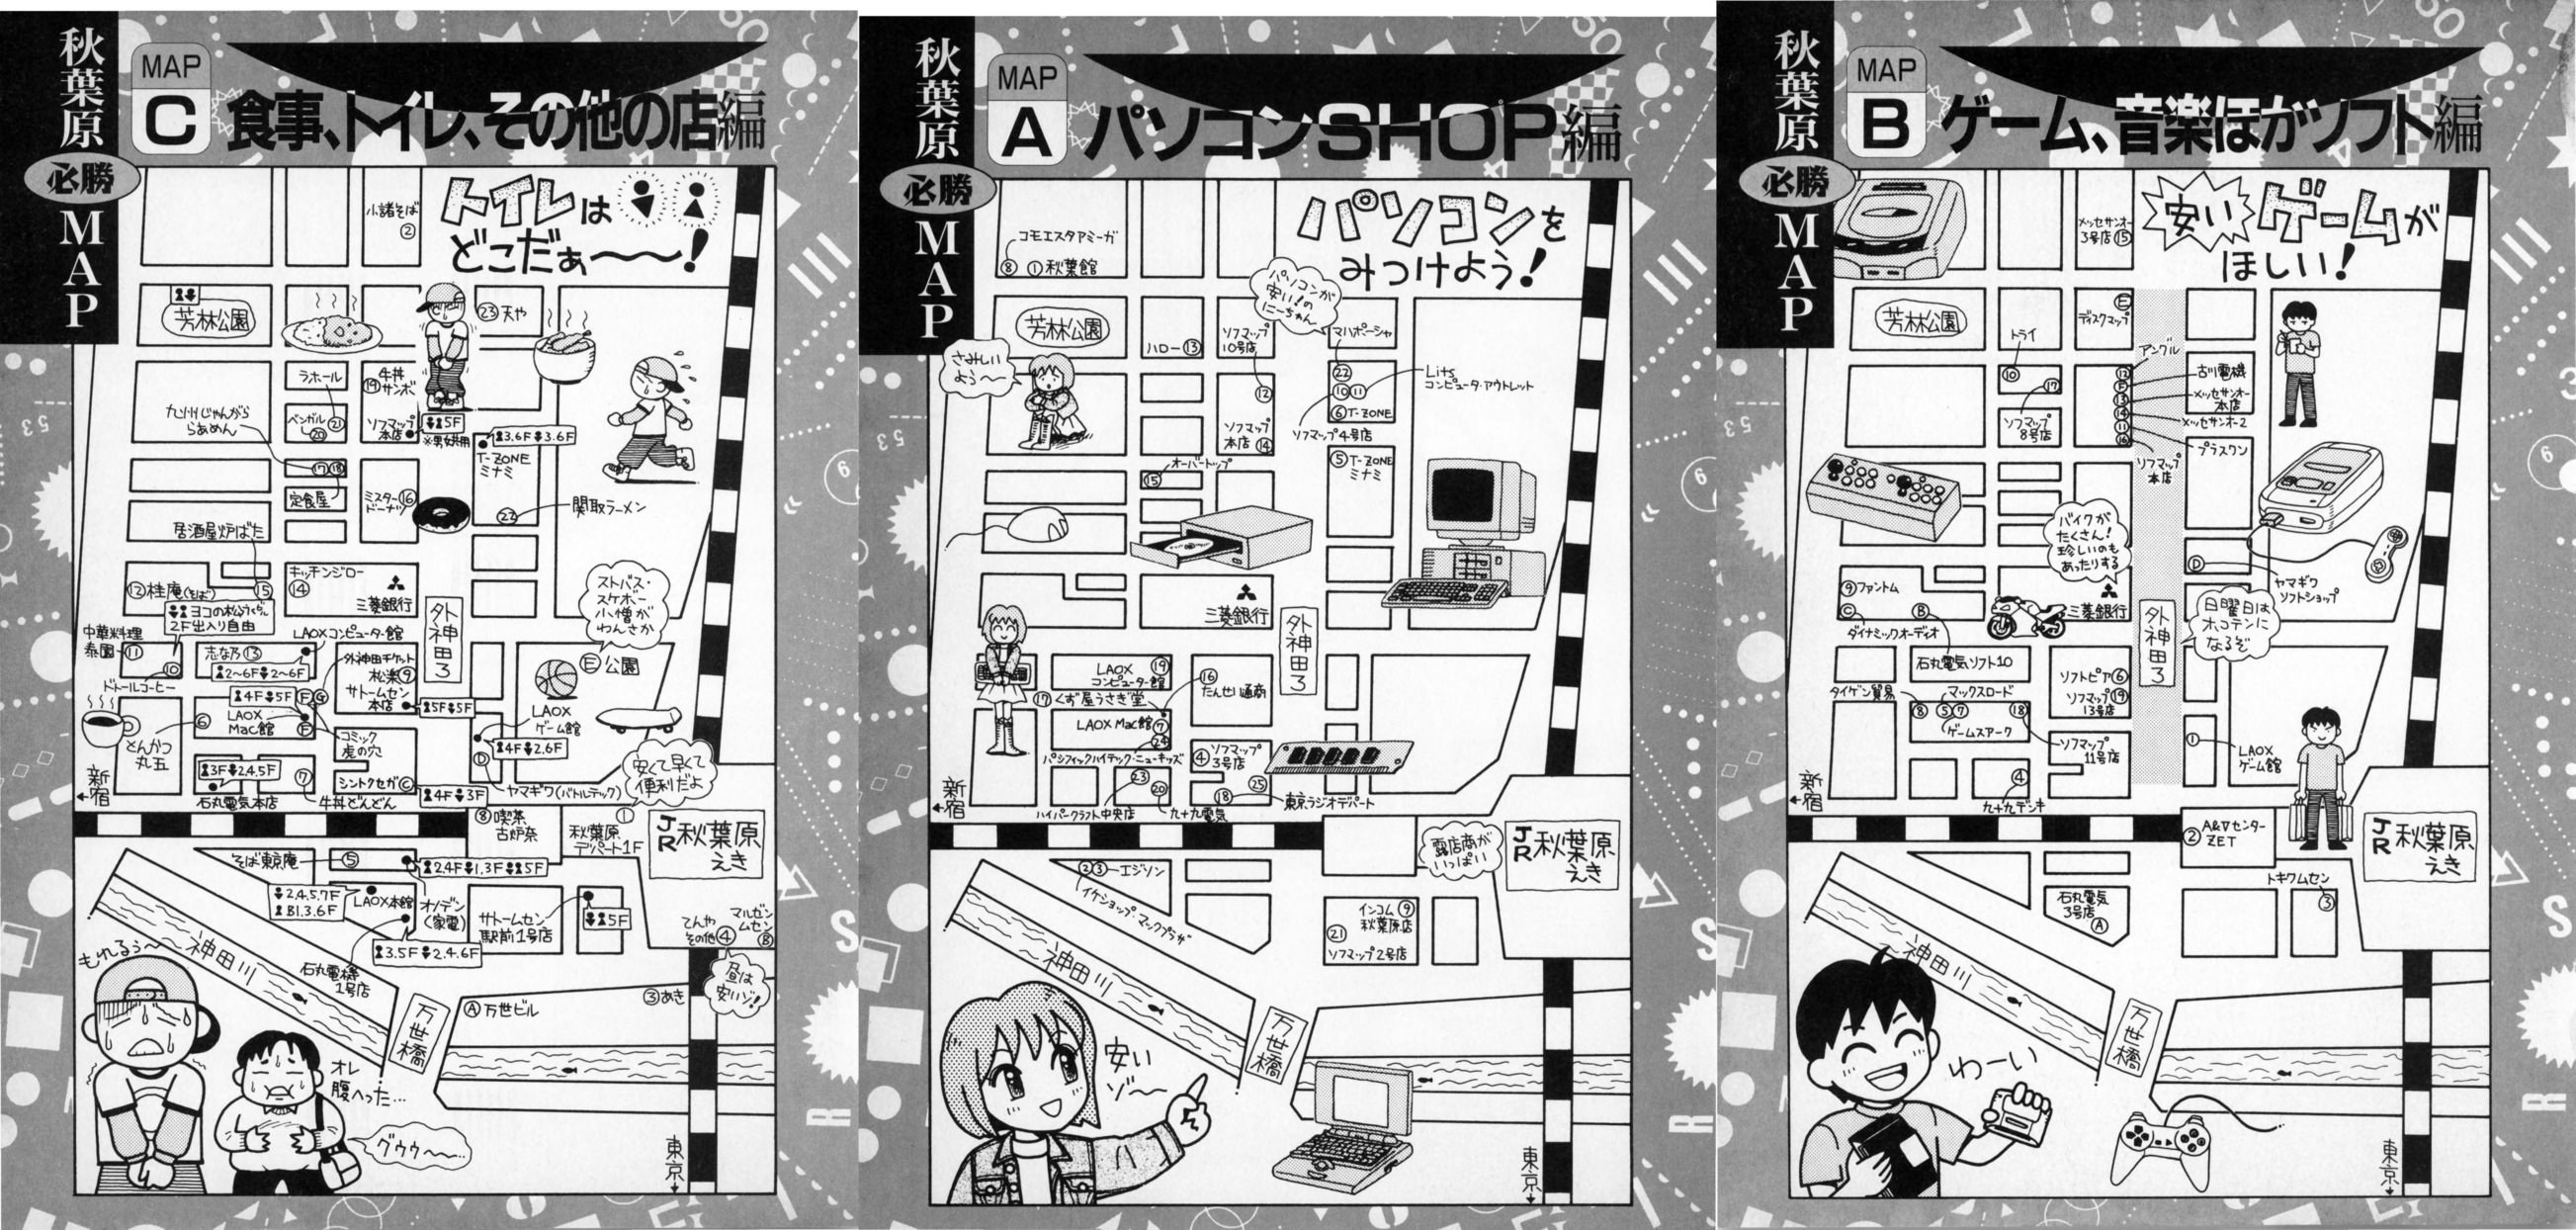 秋葉原
必勝
MAP
MAP
C
食事、トイレ、その他の店編
トイレは
どこだぁ〜〜!
小諸そば
②
芳林公園
㉓天や
ラホール
⑲牛丼
サンボ
九州じゃんがら
らあめん
ベンガル
⑳
㉑
ソフマップ
本店
5F
※男女共用
3.6F 3.6F
T-ZONE
ミナミ
⑰⑱
定食屋
ミスター⑯
ドーナツ
㉒
関取ラーメン
居酒屋炉ばた
⑫桂庵(そば)
⑮
キッチンジロー
⑭
三菱銀行
ストバス・
スケボー
小僧が
わんさか
ヨコの松うくらん
2F出入り自由
外神田3
中華料理
泰園⑪
⑩
ドトールコーヒー
LAOXコンピューター館
志な乃⑬
2〜6F 2〜6F
外神田チケット
松楽⑨
サトームセン
本店
5F 5F
Ⓔ公園
4F 5F
Ⓕ Ⓖ
⑥
LAOX
Mac館
Ⓕ
とんかつ
丸五
コミック
虎の穴
LAOX
ゲーム館
4F 2.6F
3F 2.4.5F
⑦
シントクセガⒸ
4F 3F
Ⓓ
ヤマギワ(バトルテック)
安くて早くて
便利だよ
新宿
石丸電気本店
牛丼どんどん
⑧喫茶
古炉奈
①
秋葉原
デパート1F
JR秋葉原
えき
そば東京庵
⑤
2.4F 1.3F 5F
2.4.5.7F
B1.3.6F
LAOX本館
オノデン
(家電)
サトームセン
駅前1号店
5F
てんや
その他④
マルゼン
ムセン
Ⓑ
3.5F 2.4.6F
石丸電機
1号店
昼は
安いゾ!
もれるぅ〜
神田川
万世橋
Ⓐ万世ビル
③あき
オレ
腹へった…
グウウ〜〜…
東京
秋葉原
必勝
MAP
MAP
A
パソコンSHOP編
パソコンを
みつけよう!
コモエスタアミーガ
⑧
①秋葉館
パソコンが
安い!の
にーちゃん〜
芳林公園
さみしい
よう〜
ハロー⑬
ソフマップ
10号店
⑫
マハポーシャ
㉒
⑩⑪
⑥T-ZONE
Lits
コンピュータ・アウトレット
ソフマップ4号店
ソフマップ
本店⑭
⑤T-ZONE
ミナミ
オーバートップ
⑮
三菱銀行
外神田3
LAOX⑲
コンピューター館
⑯
たんせい通商
⑰くず屋うさぎ堂
LAOX Mac館⑦
㉔
パシフィックハイテック・ニューキッズ
④ソフマップ
3号店
㉓
⑳
⑱
㉕
東京ラジオデパート
新宿
ハイパークラフト中央店
九十九電気
②③エジソン
イケショップ・マックプラザ
露店商が
いっぱい
JR秋葉原
えき
インコム⑨
秋葉原店
㉑
ソフマップ2号店
神田川
万世橋
安い
ゾ〜
東京
秋葉原
必勝
MAP
MAP
B
ゲーム、音楽ほかソフト編
安いゲームが
ほしい!
メッセサンオー
3号店⑮
芳林公園
Ⓔ
ディスクマップ
トライ
⑩
⑰
ソフマップ
8号店
アングル
⑫
Ⓕ
古川電機
⑬
メッセサンオー
本店
⑭
メッセサンオー2
⑪
プラスワン
⑯
ソフマップ
本店
バイクが
たくさん!
珍しいのも
あったりする
Ⓓ
ヤマギワ
ソフトショップ
⑨ファントム
Ⓒ
ダイナミックオーディオ
Ⓑ
三菱銀行
外神田3
日曜日は
ホコテンに
なるぞ
石丸電気ソフト10
タイゲン貿易
マックスロード
⑧
⑤⑦
⑱
ゲームスアーク
ソフトピア⑥
ソフマップ⑲
13号店
ソフマップ
11号店
①
LAOX
ゲーム館
新宿
④
九十九デンキ
②A&Vセンター
ZET
JR秋葉原
えき
トキワムセン
③
石丸電気
3号店
Ⓐ
神田川
万世橋
わーい
東京